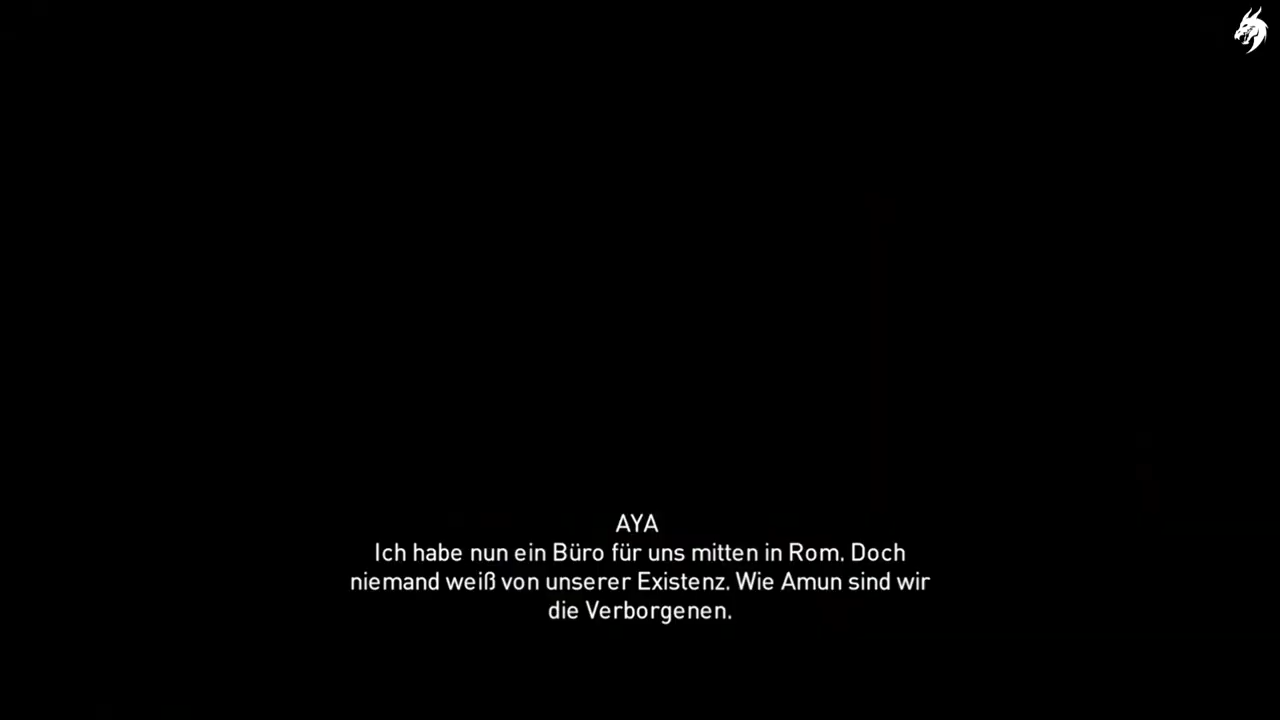 AYA
Ich habe nun ein Büro für uns mitten in Rom. Doch
niemand weiß von unserer Existenz. Wie Amun sind wir
die Verborgenen.